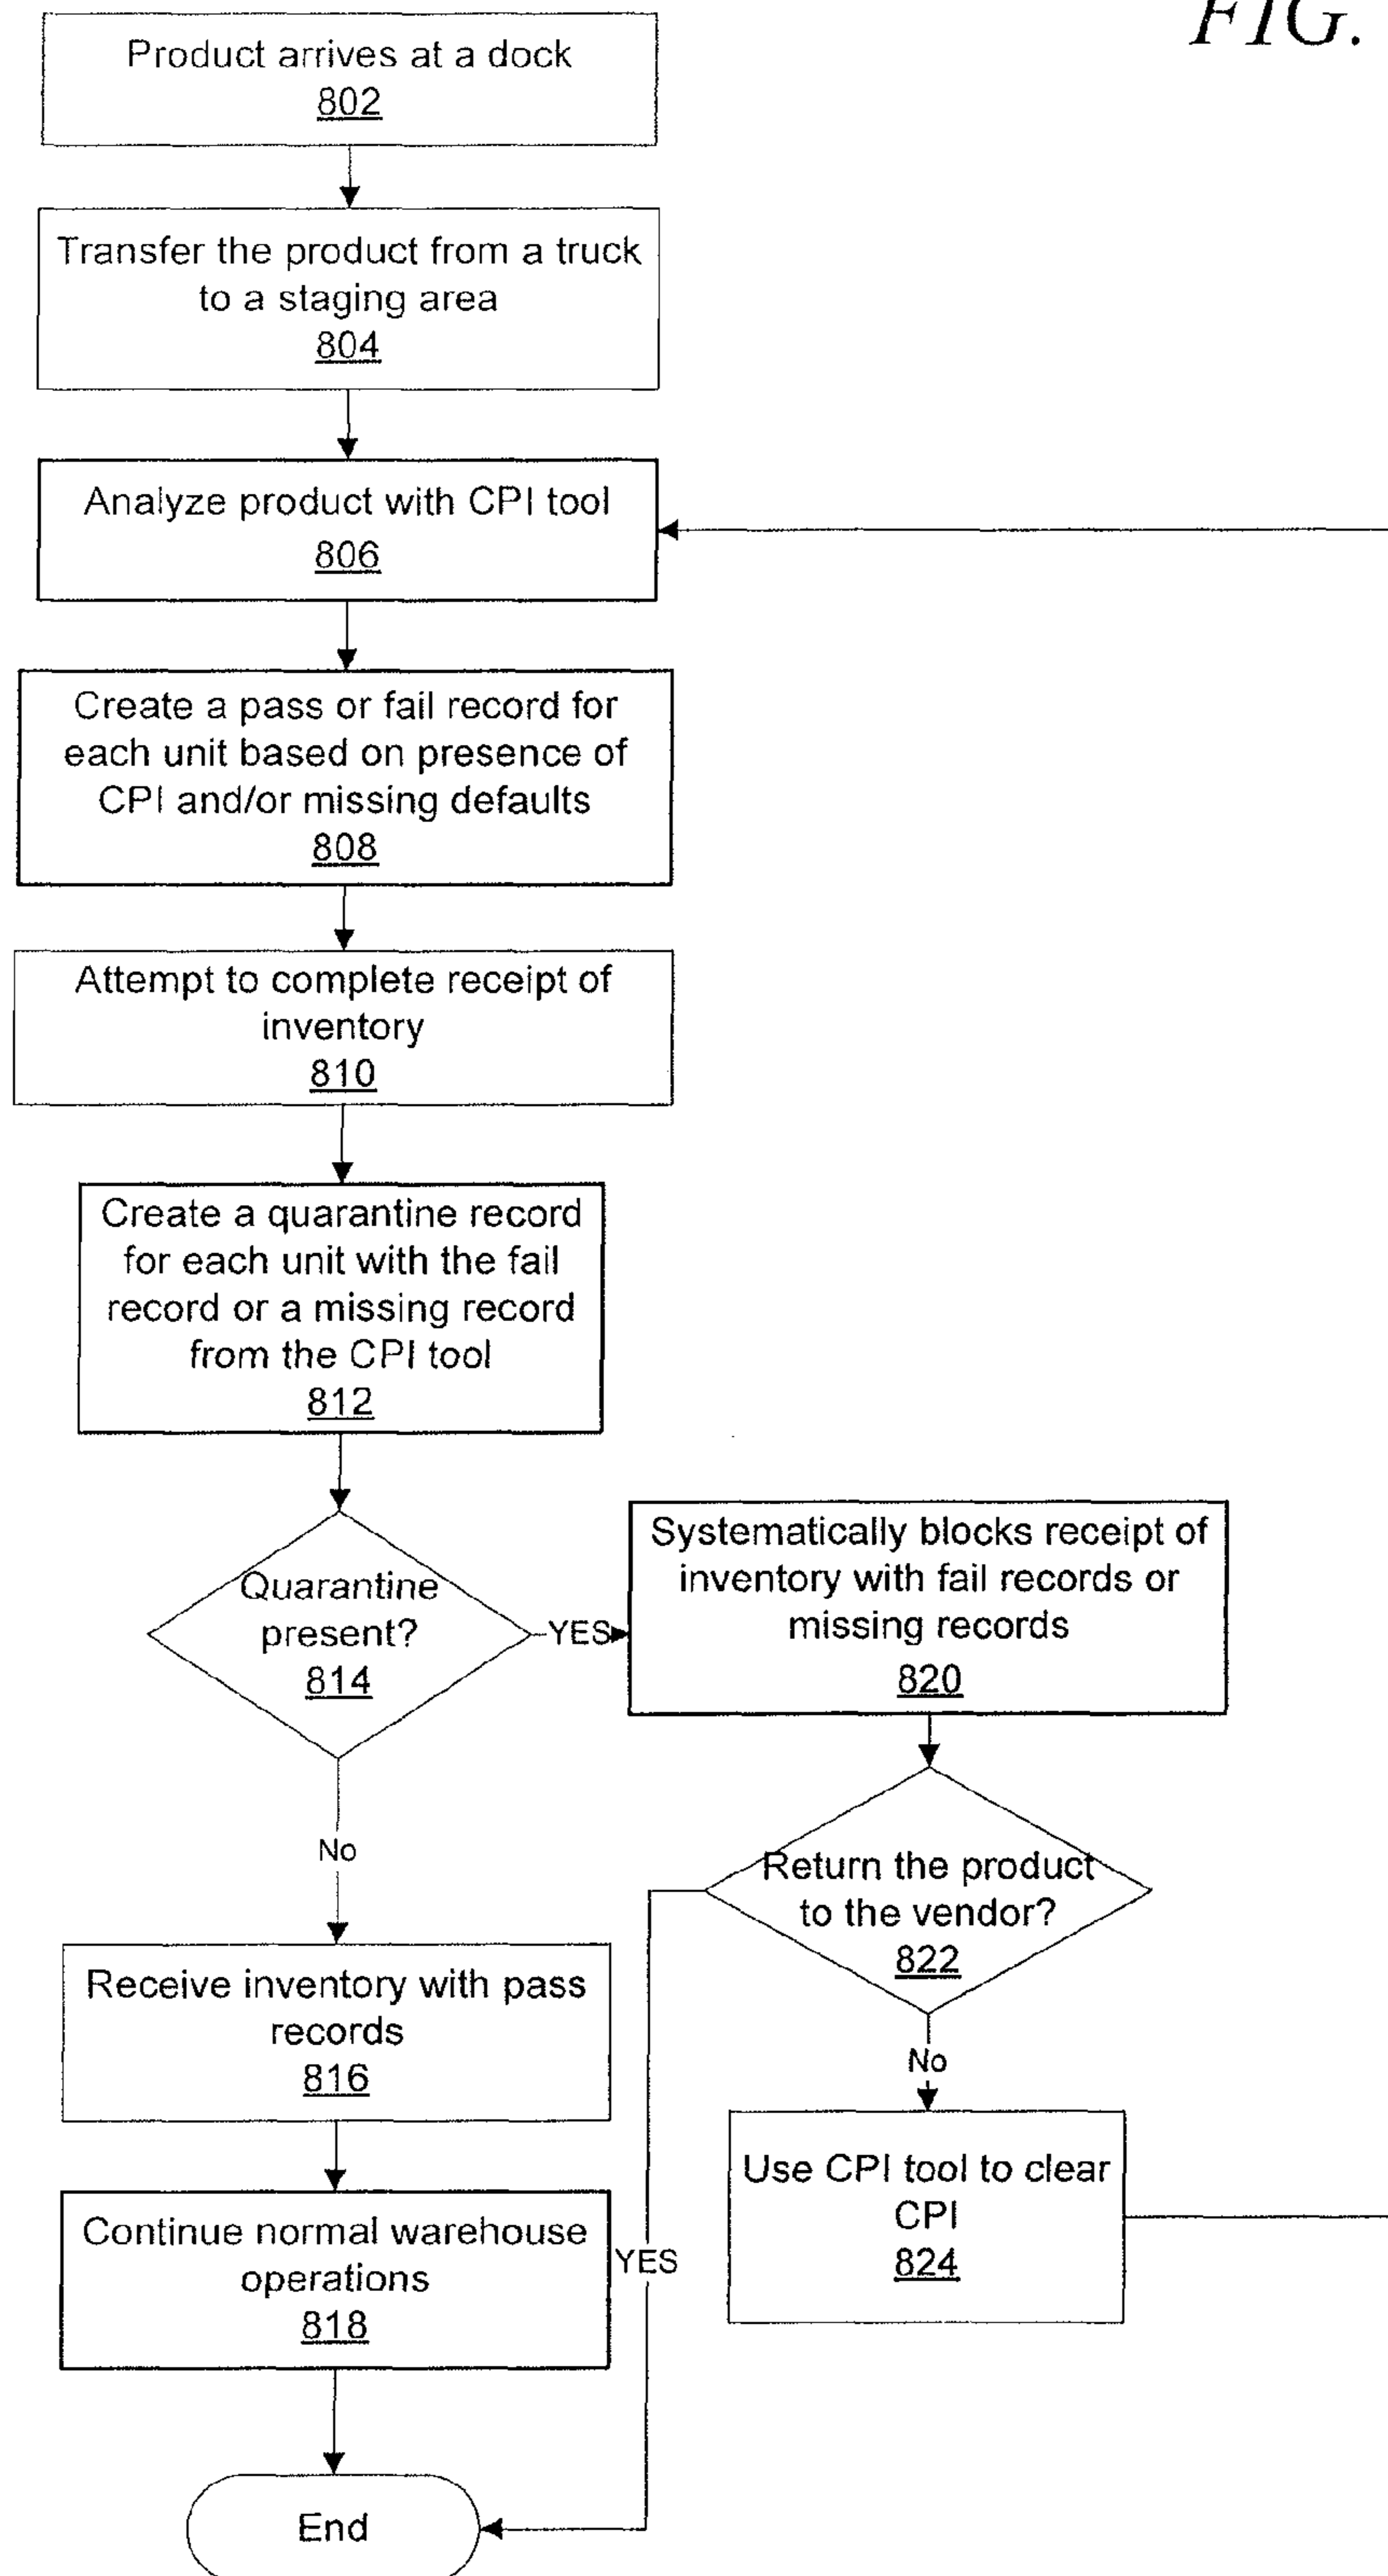 FIG.
Product arrives at a dock
802
Transfer the product from a truck
to a staging area
804
Analyze product with CPI tool
806
Create a pass or fail record for
each unit based on presence of
CPI and/or missing defaults
808
Attempt to complete receipt of
inventory
810
Create a quarantine record
for each unit with the fail
record or a missing record
from the CPI tool
812
Quarantine
present?
814
YES
Systematically blocks receipt of
inventory with fail records or
missing records
820
No
Return the product
to the vendor?
822
Receive inventory with pass
records
816
No
Use CPI tool to clear
CPI
824
Continue normal warehouse
operations
818
YES
End